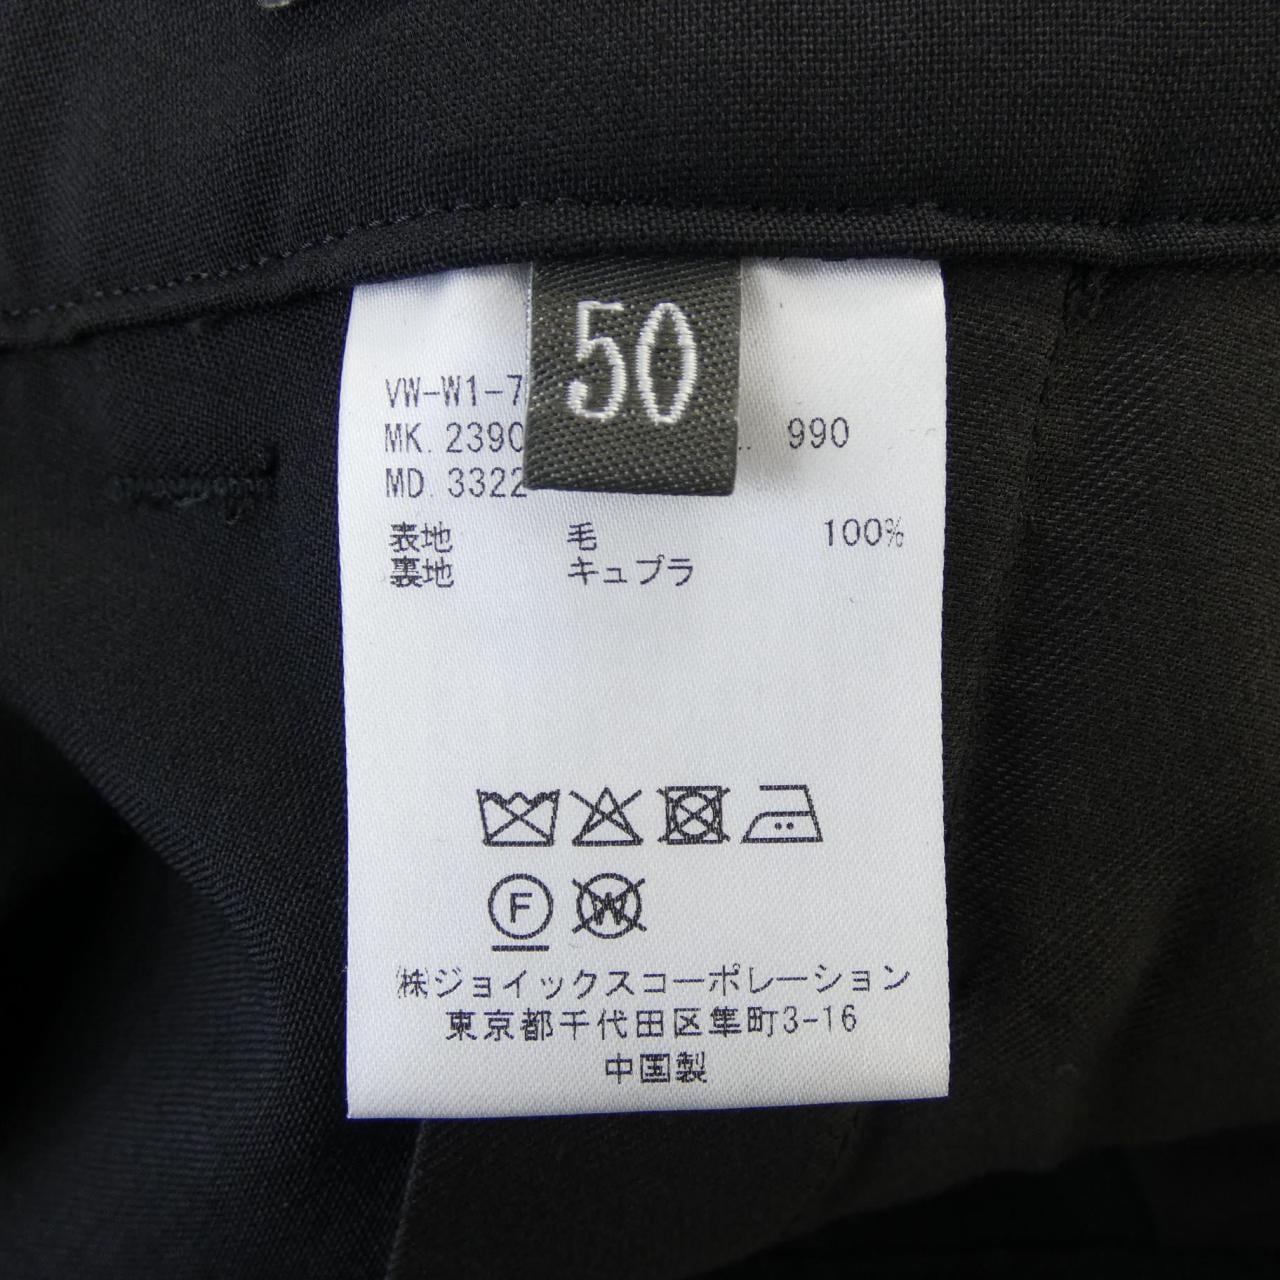 50
VW-W1-7
MK. 2390 .. 990
MD. 3322
表地 毛 100%
裏地 キュプラ
F W
㈱ジョイックスコーポレーション
東京都千代田区隼町3-16
中国製